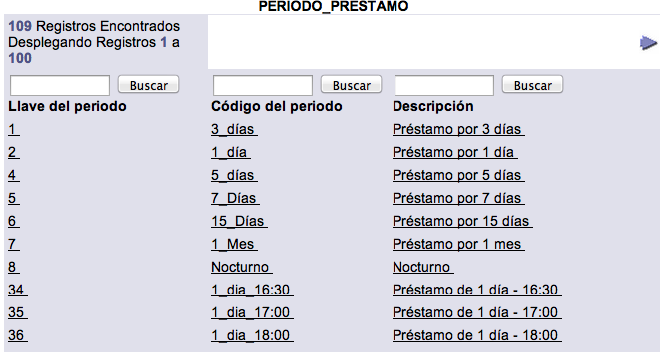 PERIODO_PRESTAMO
109 Registros Encontrados
Desplegando Registros 1 a
100
Buscar Buscar Buscar
Llave del periodo Código del periodo Descripción
1 3_días Préstamo por 3 días
2 1_día Préstamo por 1 día
4 5_días Préstamo por 5 días
5 7_Días Préstamo por 7 días
6 15_Días Préstamo por 15 días
7 1_Mes Préstamo por 1 mes
8 Nocturno Nocturno
34 1_dia_16:30 Préstamo de 1 día - 16:30
35 1_dia_17:00 Préstamo de 1 día - 17:00
36 1_dia_18:00 Préstamo de 1 día - 18:00